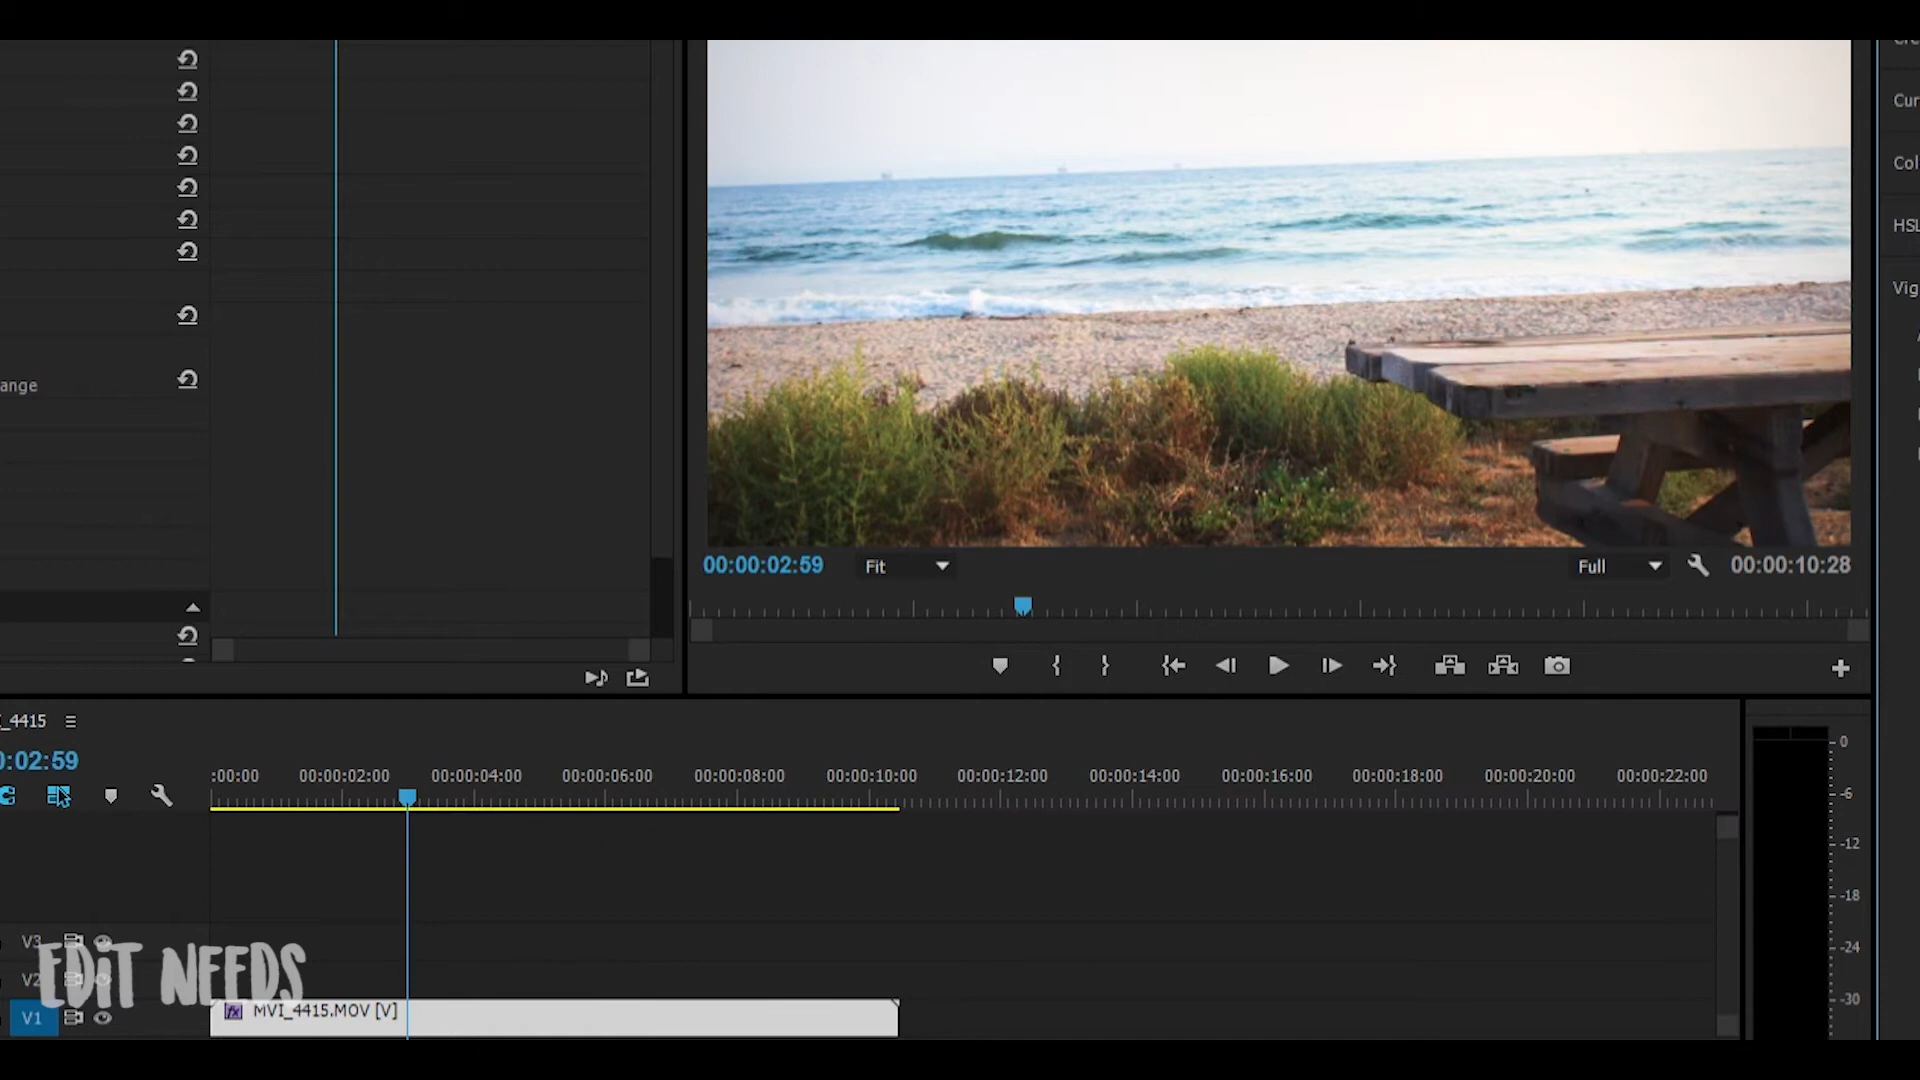 Cur
Col
HSL
Vig
ange
00:00:02:59
Fit
Full
00:00:10:28
_4415
0:02:59
:00:00
00:00:02:00
00:00:04:00
00:00:06:00
00:00:08:00
00:00:10:00
00:00:12:00
00:00:14:00
00:00:16:00
00:00:18:00
00:00:20:00
00:00:22:00
0
-6
-12
-18
-24
-30
V3
V2
EDIT NEEDS
V1
fx
MVI_4415.MOV [V]